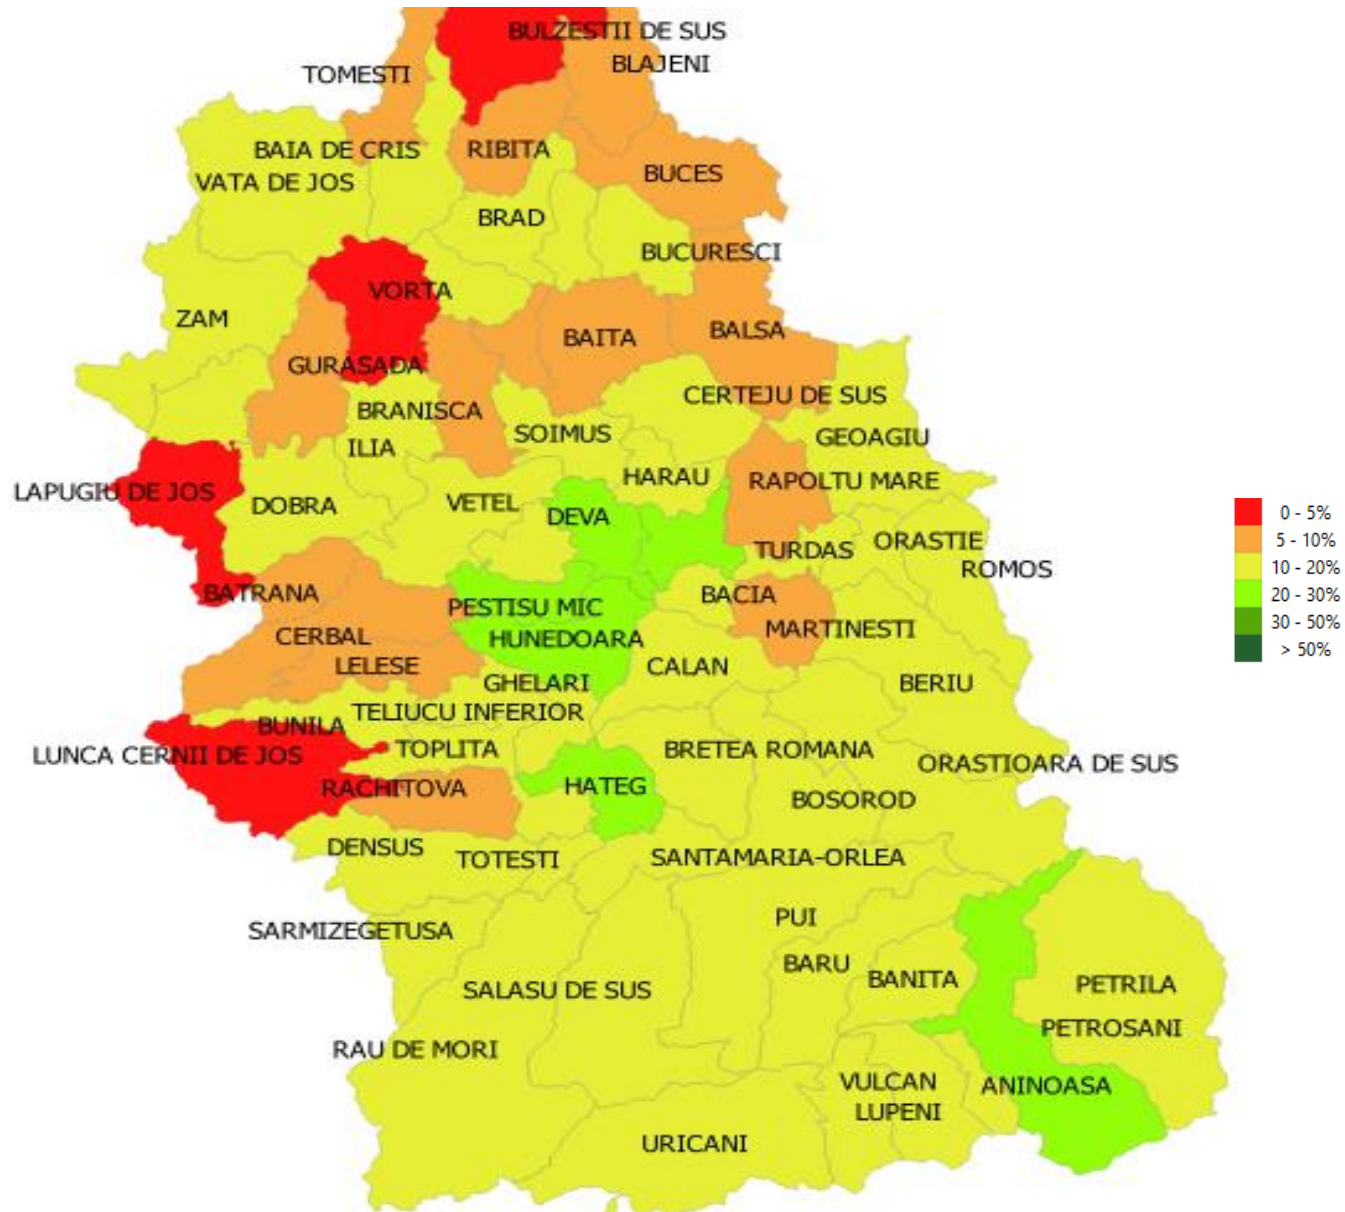 BULZESTII DE SUS
BLAJENI
TOMESTI
BAIA DE CRIS
RIBITA
BUCES
VATA DE JOS
BRAD
BUCURESCI
VORTA
ZAM
BAITA
BALSA
GURASADA
CERTEJU DE SUS
BRANISCA
SOIMUS
GEOAGIU
ILIA
HARAU
RAPOLTU MARE
LAPUGIU DE JOS
DOBRA
VETEL
DEVA
0 - 5%
5 - 10%
10 - 20%
20 - 30%
30 - 50%
> 50%
ORASTIE
TURDAS
ROMOS
BATRANA
BACIA
PESTISU MIC
MARTINESTI
CERBAL
HUNEDOARA
LELESE
CALAN
GHELARI
BERIU
TELIUCU INFERIOR
BUNILA
LUNCA CERNII DE JOS
TOPLITA
BRETEA ROMANA
ORASTIOARA DE SUS
RACHITOVA
HATEG
BOSOROD
DENSUS
TOTESTI
SANTAMARIA-ORLEA
PUI
SARMIZEGETUSA
BARU
BANITA
PETRILA
SALASU DE SUS
PETROSANI
RAU DE MORI
VULCAN
ANINOASA
LUPENI
URICANI